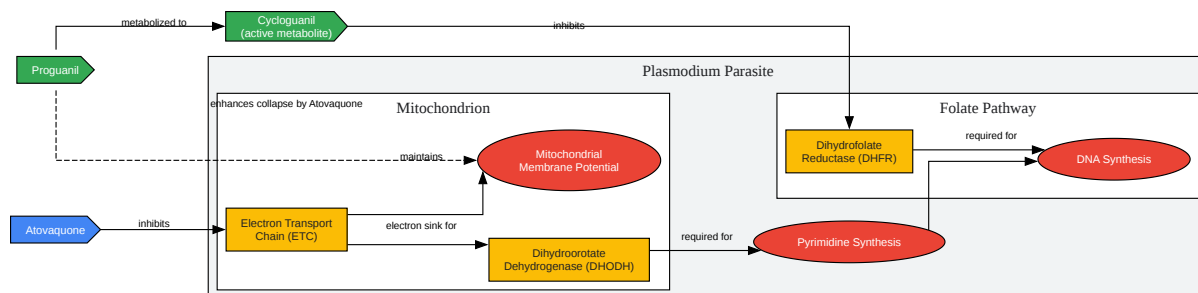 metabolized to
Cycloguanil
(active metabolite)
inhibits
Proguanil
Plasmodium Parasite
enhances collapse by Atovaquone
Mitochondrion
Folate Pathway
maintains
Mitochondrial
Membrane Potential
Dihydrofolate
Reductase (DHFR)
required for
DNA Synthesis
Atovaquone
inhibits
Electron Transport
Chain (ETC)
electron sink for
Dihydroorotate
Dehydrogenase (DHODH)
required for
Pyrimidine Synthesis